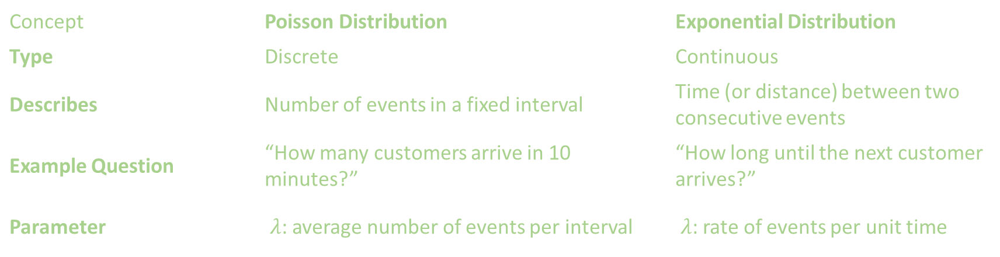 Concept Poisson Distribution Exponential Distribution
Type Discrete Continuous
Describes Number of events in a fixed interval Time (or distance) between two
consecutive events
Example Question “How many customers arrive in 10
minutes?” “How long until the next customer
arrives?”
Parameter λ: average number of events per interval λ: rate of events per unit time